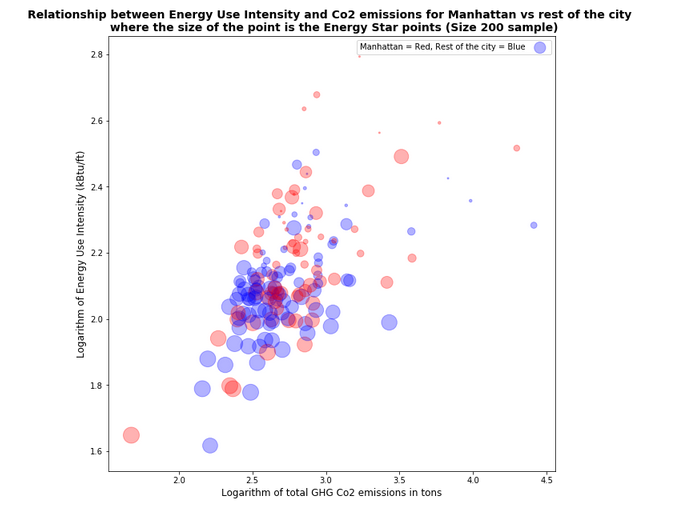 Relationship between Energy Use Intensity and Co2 emissions for Manhattan vs rest of the city
where the size of the point is the Energy Star points (Size 200 sample)
Manhattan = Red, Rest of the city = Blue
Logarithm of Energy Use Intensity (kBtu/ft)
2.8
2.6
2.4
2.2
2.0
1.8
1.6
2.0 2.5 3.0 3.5 4.0 4.5
Logarithm of total GHG Co2 emissions in tons